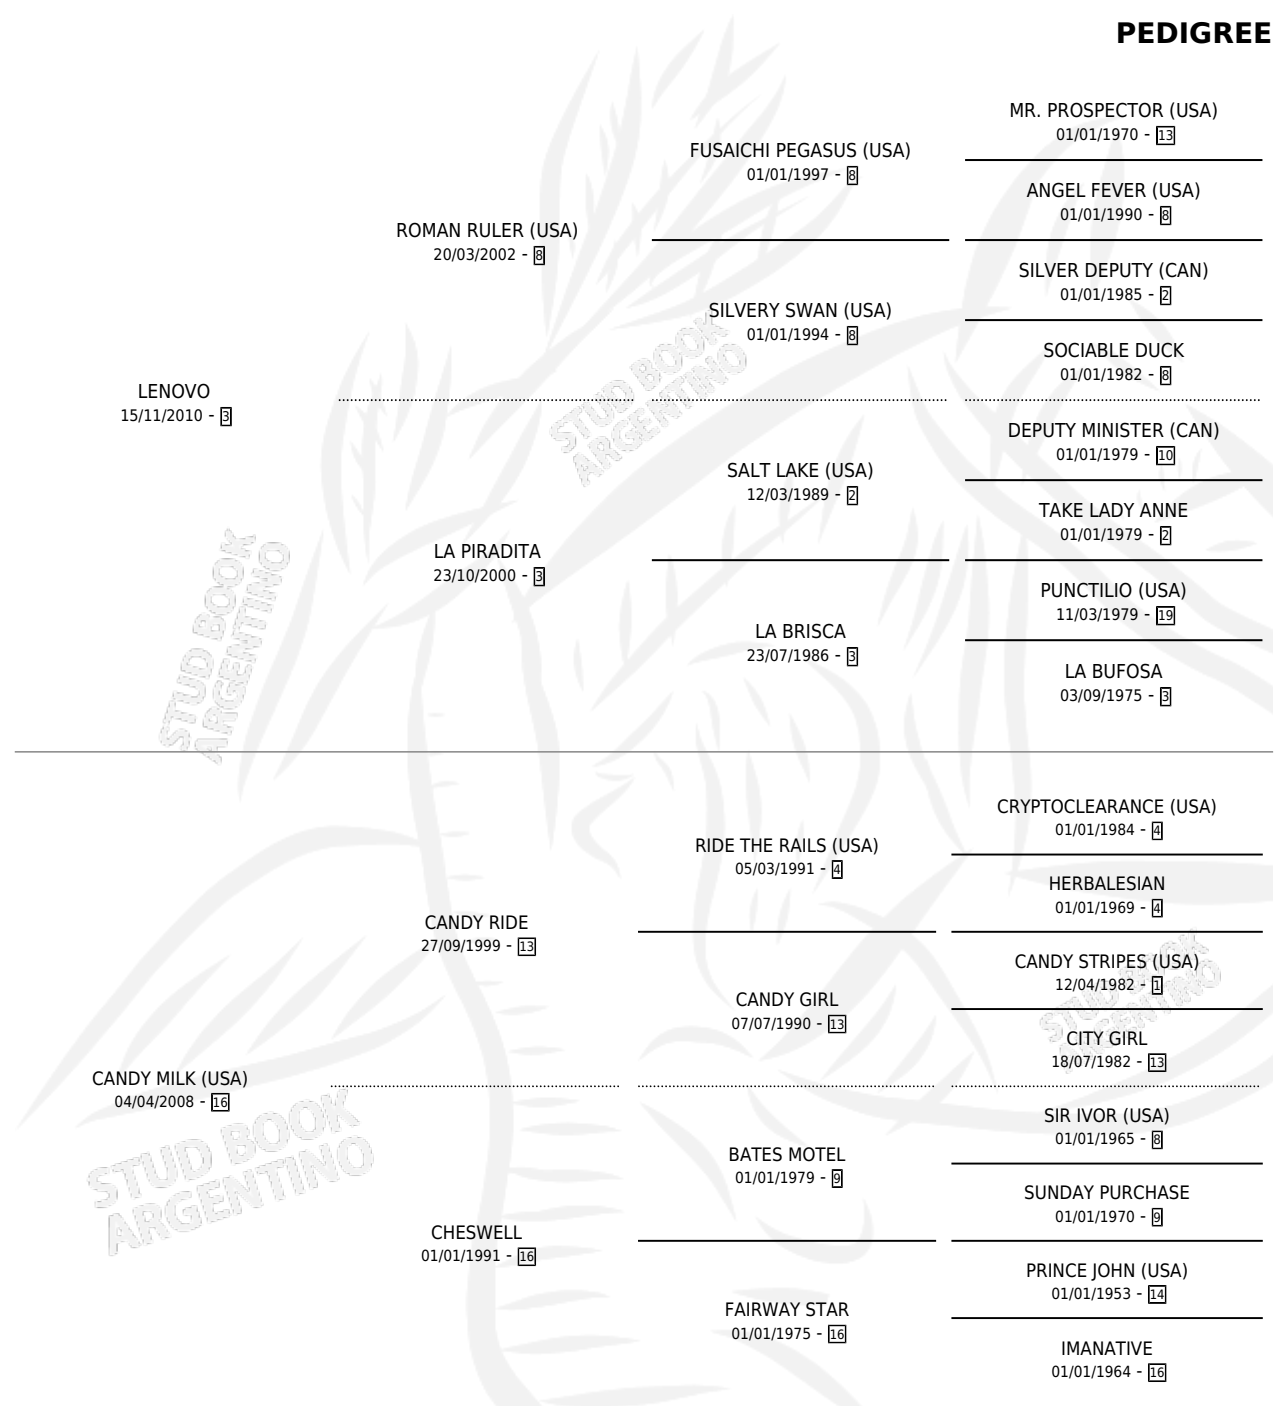 PEDIGREE
MR. PROSPECTOR (USA)
01/01/1970 - 13
FUSAICHI PEGASUS (USA)
01/01/1997 - 8
ANGEL FEVER (USA)
01/01/1990 - 8
ROMAN RULER (USA)
20/03/2002 - 8
SILVER DEPUTY (CAN)
01/01/1985 - 2
SILVERY SWAN (USA)
01/01/1994 - 8
SOCIABLE DUCK
01/01/1982 - 8
LENOVO
15/11/2010 - 3
DEPUTY MINISTER (CAN)
01/01/1979 - 10
SALT LAKE (USA)
12/03/1989 - 2
TAKE LADY ANNE
01/01/1979 - 2
LA PIRADITA
23/10/2000 - 3
PUNCTILIO (USA)
11/03/1979 - 19
LA BRISCA
23/07/1986 - 3
LA BUFOSA
03/09/1975 - 3
CRYPTOCLEARANCE (USA)
01/01/1984 - 4
RIDE THE RAILS (USA)
05/03/1991 - 4
HERBALESIAN
01/01/1969 - 4
CANDY RIDE
27/09/1999 - 13
CANDY STRIPES (USA)
12/04/1982 - 1
CANDY GIRL
07/07/1990 - 13
CITY GIRL
18/07/1982 - 13
CANDY MILK (USA)
04/04/2008 - 16
SIR IVOR (USA)
01/01/1965 - 8
BATES MOTEL
01/01/1979 - 9
SUNDAY PURCHASE
01/01/1970 - 9
CHESWELL
01/01/1991 - 16
PRINCE JOHN (USA)
01/01/1953 - 14
FAIRWAY STAR
01/01/1975 - 16
IMANATIVE
01/01/1964 - 16
STUD BOOK
ARGENTINO
STUD BOOK
ARGENTINO
STUD BOOK
ARGENTINO
STUD BOOK
ARGENTINO